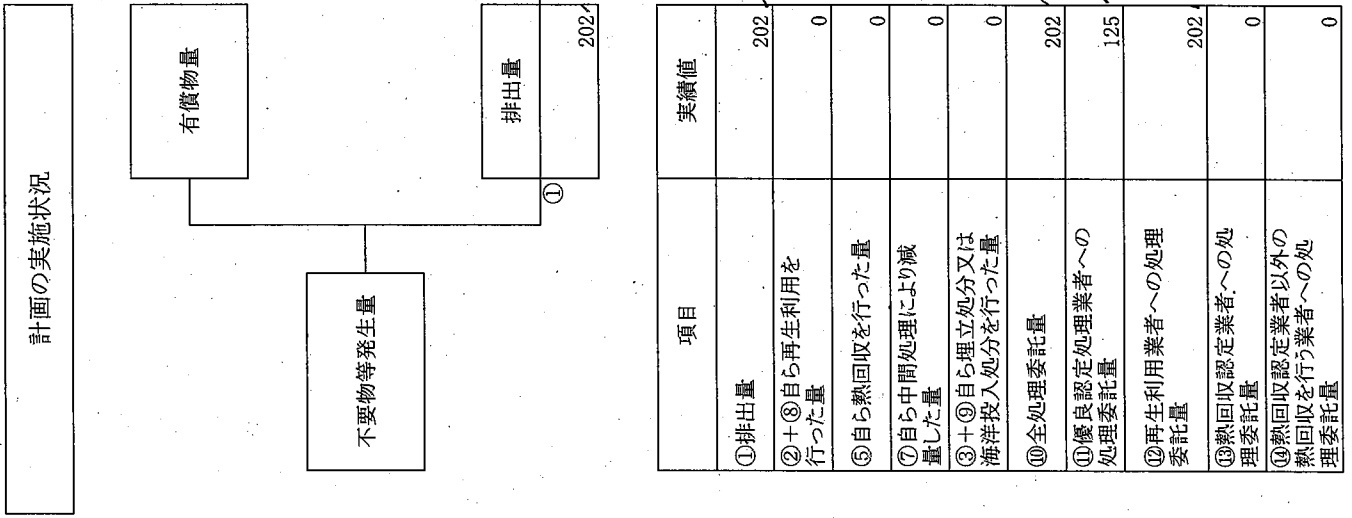 計画の実施状況
有償物量
不要物等発生量
排出量
①
202
項目
実績値
①排出量
202
②+⑧自ら再生利用を
行った量
0
⑤自ら熱回収を行った量
0
⑦自ら中間処理により減
量した量
0
③+⑨自ら埋立処分又は
海洋投入処分を行った量
0
⑩全処理委託量
202
⑪優良認定処理業者への
処理委託量
125
⑫再生利用業者への処理
委託量
202
⑬熱回収認定業者への処
理委託量
0
⑭熱回収認定業者以外の
熱回収を行う業者への処
理委託量
0